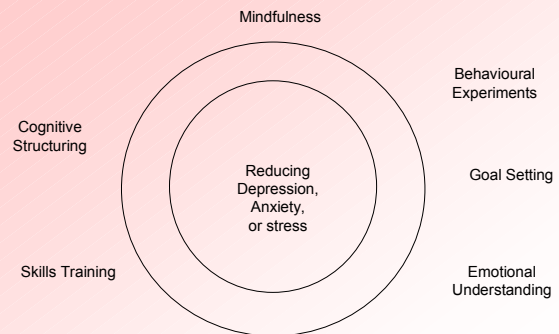 Mindfulness
Behavioural
Experiments
Cognitive
Structuring
Reducing
Depression,
Anxiety,
or stress
Goal Setting
Skills Training
Emotional
Understanding